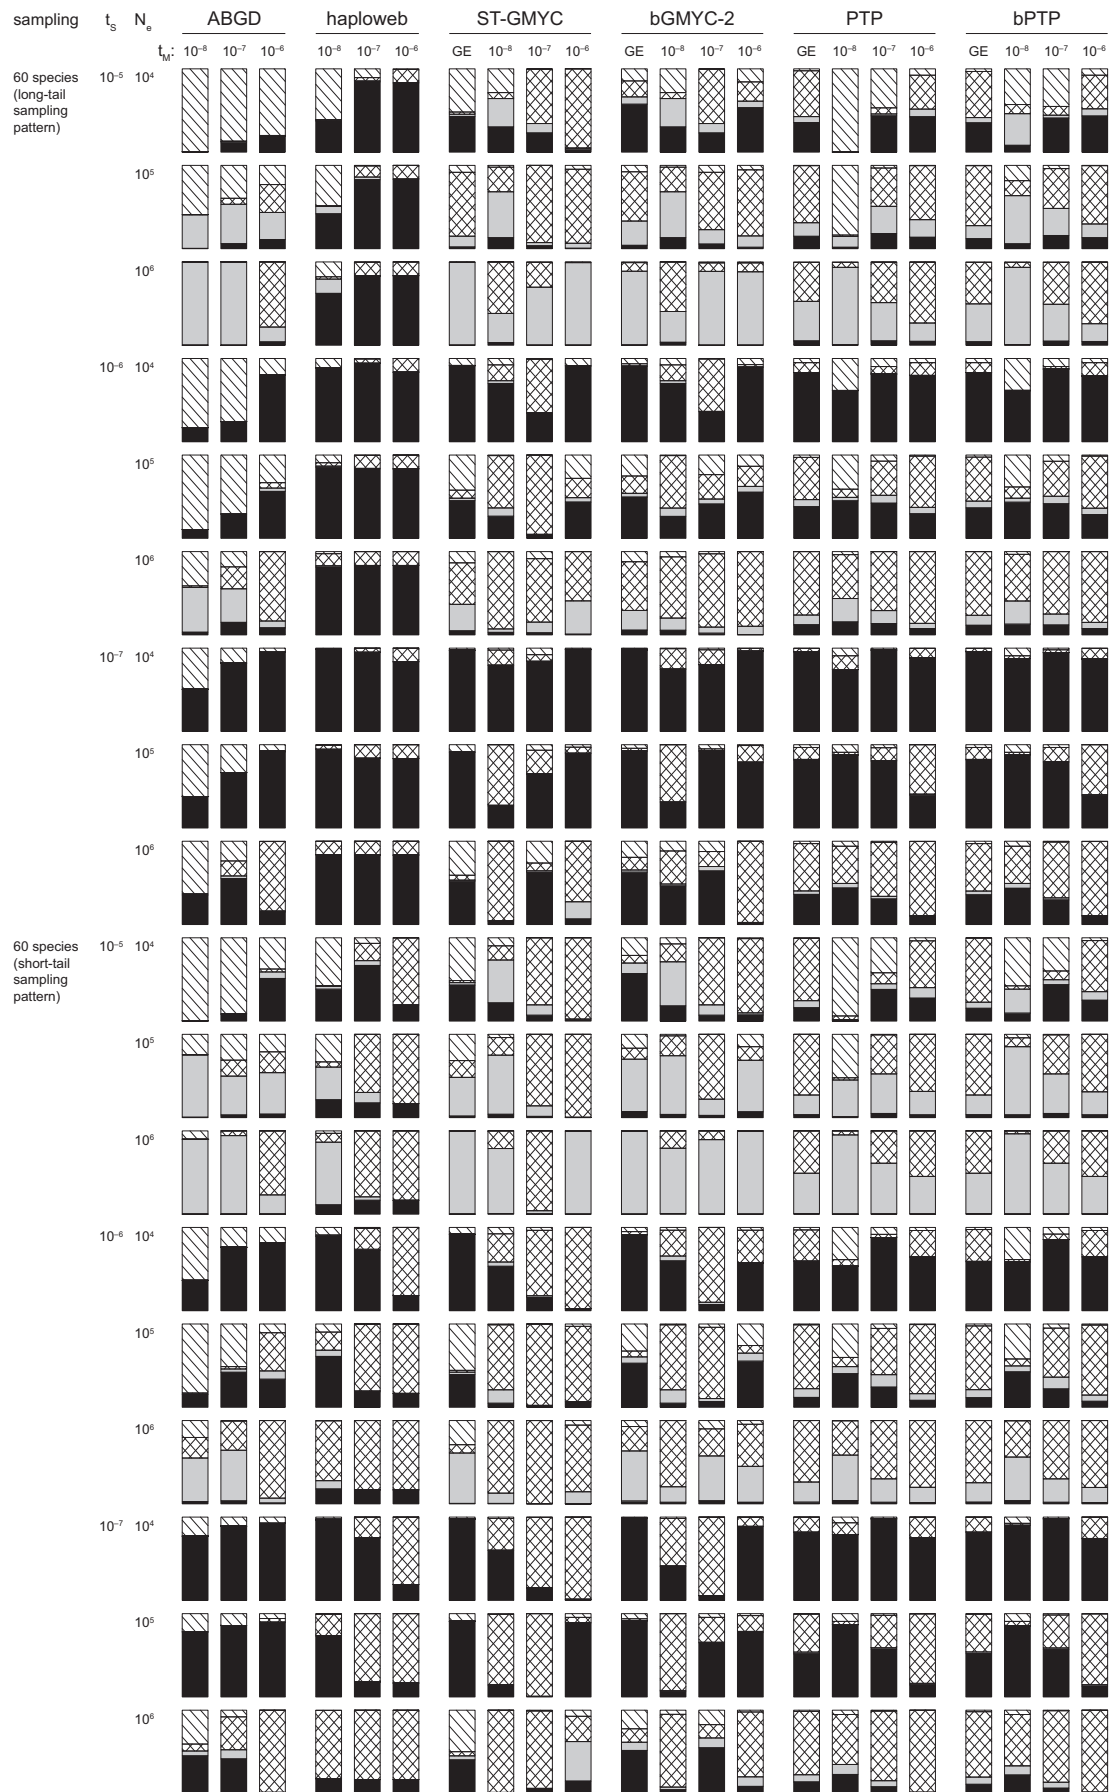 sampling tS Ne ABGD haploweb ST-GMYC bGMYC-2 PTP bPTP
tM: 10⁻⁸ 10⁻⁷ 10⁻⁶ 10⁻⁸ 10⁻⁷ 10⁻⁶ GE 10⁻⁸ 10⁻⁷ 10⁻⁶ GE 10⁻⁸ 10⁻⁷ 10⁻⁶ GE 10⁻⁸ 10⁻⁷ 10⁻⁶ GE 10⁻⁸ 10⁻⁷ 10⁻⁶
60 species 10⁻⁵ 10⁴
(long-tail
sampling
pattern)
10⁵
10⁶
10⁻⁶ 10⁴
10⁵
10⁶
10⁻⁷ 10⁴
10⁵
10⁶
60 species 10⁻⁵ 10⁴
(short-tail
sampling
pattern)
10⁵
10⁶
10⁻⁶ 10⁴
10⁵
10⁶
10⁻⁷ 10⁴
10⁵
10⁶